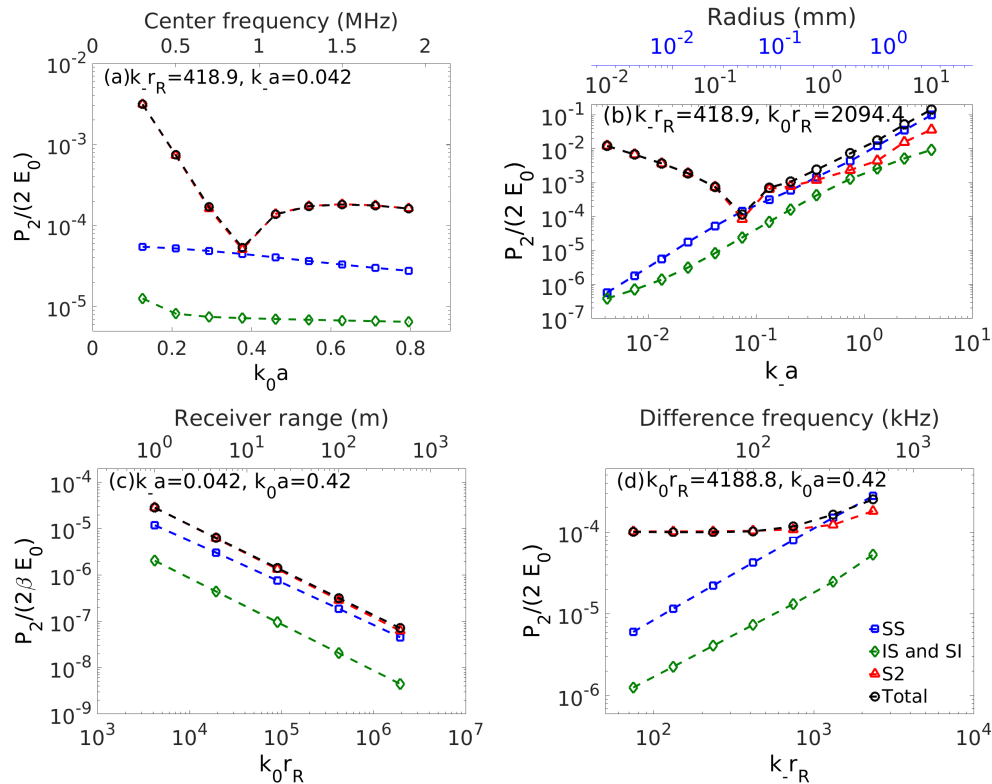 Center frequency (MHz)
0 0.5 1 1.5 2
(a)k_r_R=418.9, k_a=0.042
10^-2
10^-3
10^-4
10^-5
P_2/(2 E_0)
0 0.2 0.4 0.6 0.8
k_0a
Radius (mm)
10^-2 10^-1 10^0
10^-2 10^-1 10^0 10^1
(b)k_r_R=418.9, k_0r_R=2094.4
10^-1
10^-2
10^-3
10^-4
10^-5
10^-6
10^-7
P_2/(2 E_0)
10^-2 10^-1 10^0 10^1
k_a
Receiver range (m)
10^0 10^1 10^2 10^3
(c)k_a=0.042, k_0a=0.42
10^-4
10^-5
10^-6
10^-7
10^-8
10^-9
P_2/(2β E_0)
10^3 10^4 10^5 10^6 10^7
k_0r_R
Difference frequency (kHz)
10^2 10^3
(d)k_0r_R=4188.8, k_0a=0.42
10^-4
10^-5
10^-6
P_2/(2 E_0)
SS
IS and SI
S2
Total
10^2 10^3 10^4
k_r_R